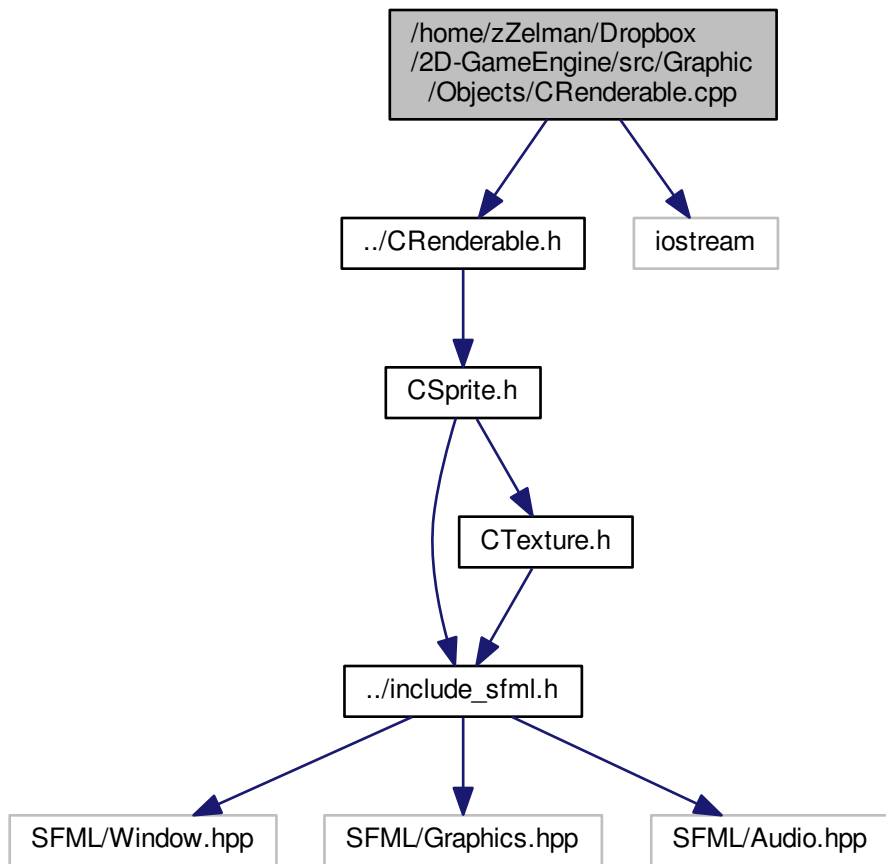 /home/zZelman/Dropbox
/2D-GameEngine/src/Graphic
/Objects/CRenderable.cpp
../CRenderable.h
iostream
CSprite.h
CTexture.h
../include_sfml.h
SFML/Window.hpp
SFML/Graphics.hpp
SFML/Audio.hpp